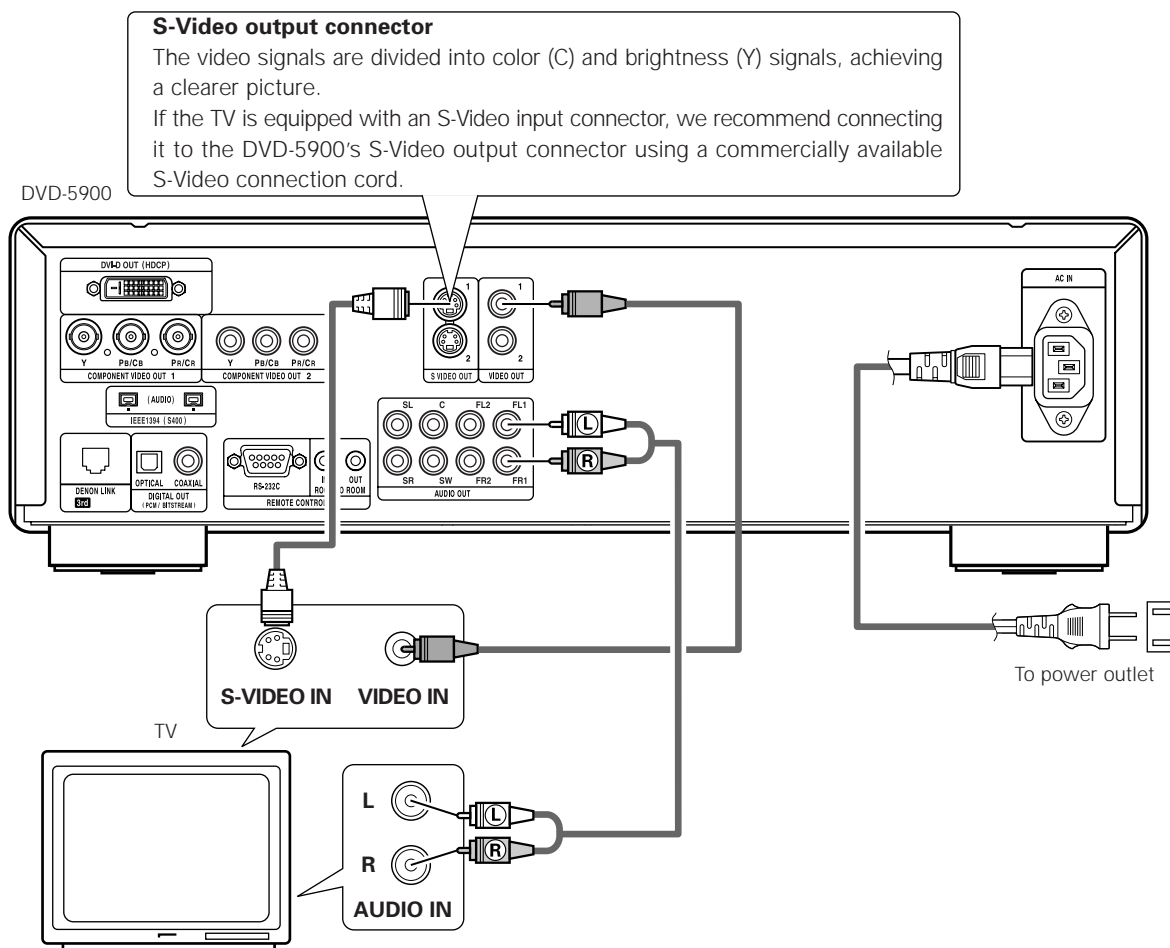 S-Video output connector
The video signals are divided into color (C) and brightness (Y) signals, achieving
a clearer picture.
If the TV is equipped with an S-Video input connector, we recommend connecting
it to the DVD-5900's S-Video output connector using a commercially available
S-Video connection cord.
DVD-5900
DVI-D OUT (HDCP)
Y PB/CB PR/CR
COMPONENT VIDEO OUT 1
Y PB/CB PR/CR
COMPONENT VIDEO OUT 2
1
2
S VIDEO OUT
1
2
VIDEO OUT
AC IN
(AUDIO)
IEEE1394 (S400)
SL C FL2 FL1
SR SW FR2 FR1
AUDIO OUT
L
R
DENON LINK
3rd
OPTICAL COAXIAL
DIGITAL OUT
(PCM / BITSTREAM)
RS-232C
OUT
ROOM
REMOTE CONTRO
S-VIDEO IN VIDEO IN
To power outlet
TV
L
R
AUDIO IN
L
R